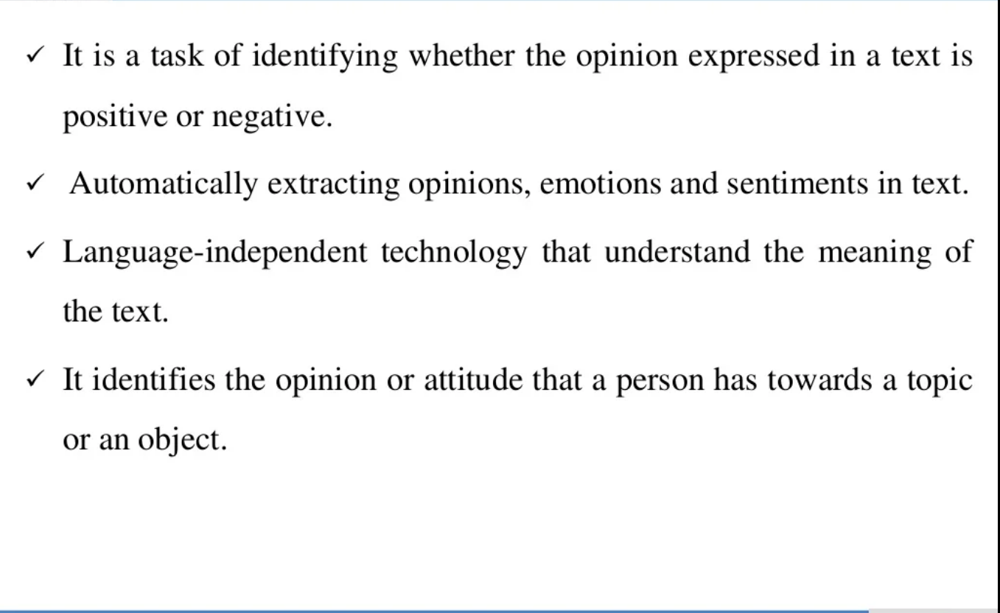 ✓ It is a task of identifying whether the opinion expressed in a text is
positive or negative.
✓ Automatically extracting opinions, emotions and sentiments in text.
✓ Language-independent technology that understand the meaning of
the text.
✓ It identifies the opinion or attitude that a person has towards a topic
or an object.